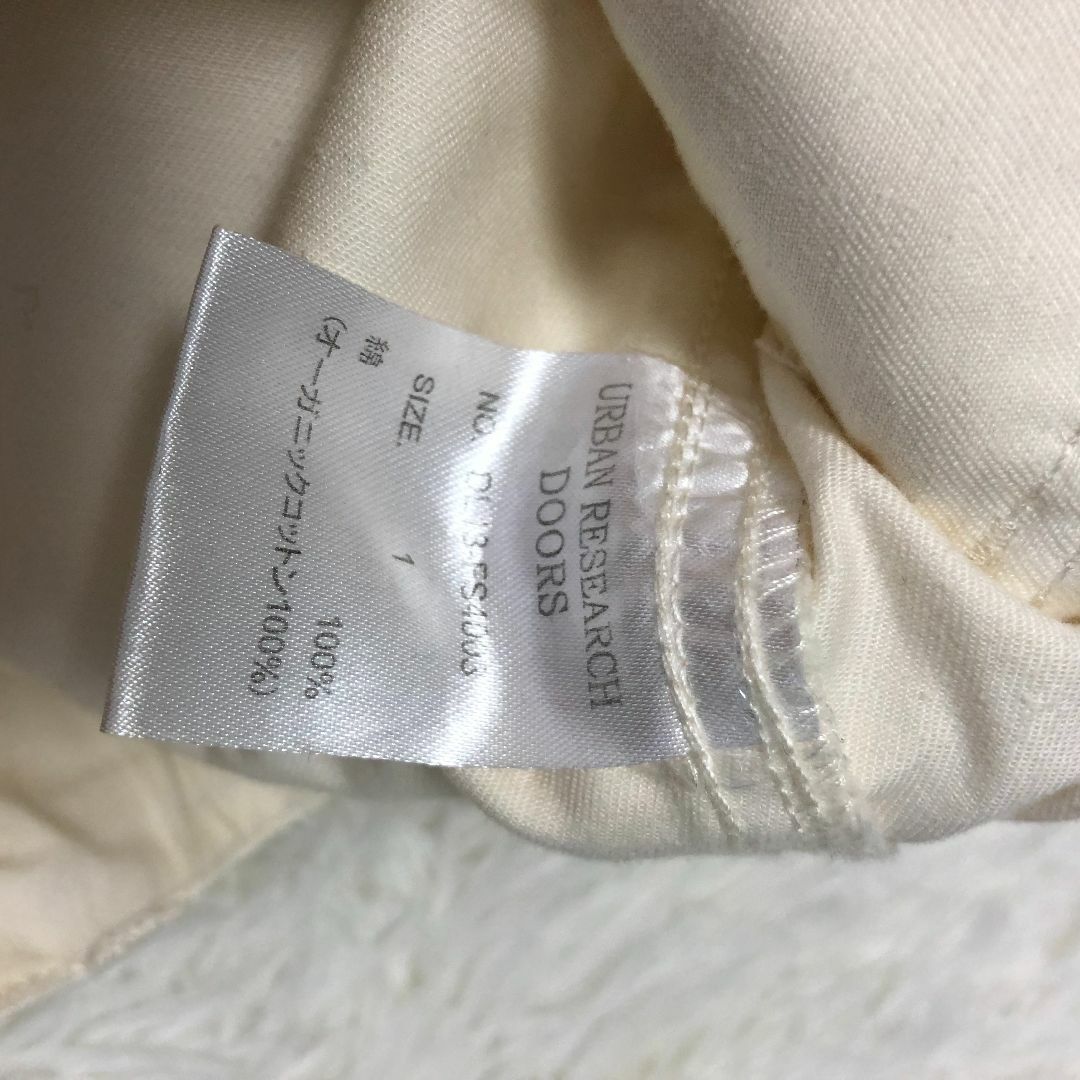 URBAN RESEARCH
DOORS
NO.
SIZE. 1
綿 100%
(オーガニックコットン100%)